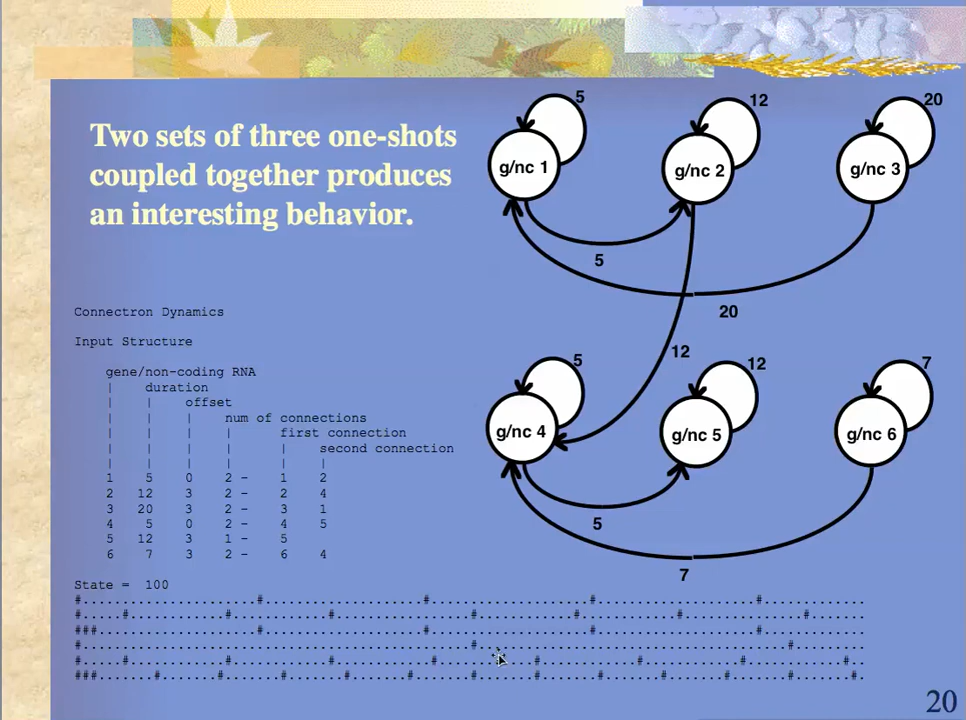 Two sets of three one-shots
coupled together produces
an interesting behavior.
5
12
20
g/nc 1
g/nc 2
g/nc 3
5
20
12
5
12
7
g/nc 4
g/nc 5
g/nc 6
5
7
Connectron Dynamics
Input Structure
gene/non-coding RNA
| duration
| | offset
| | | num of connections
| | | | first connection
| | | | | second connection
| | | | | |
1 5 0 2 - 1 2
2 12 3 2 - 2 4
3 20 3 2 - 3 1
4 5 0 2 - 4 5
5 12 3 1 - 5
6 7 3 2 - 6 4
State = 100
#......................#....................#....................#....................#.............
#.....#............#............#.................#............#............#...............#.......
###....................#....................#....................#....................#.............
#.................................................#.......................................#.........
#.....#............#............#............#............#............#............#............#..
###.......#.......#.......#.......#.......#.......#.......#.......#.......#.......#.......#.......#.
20